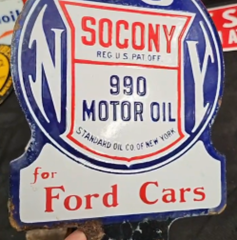 SOCONY
REG. U.S. PAT. OFF.
N Y
990
MOTOR OIL
STANDARD OIL CO. OF NEW YORK
for
Ford Cars